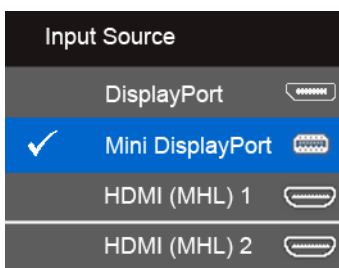 Input Source
DisplayPort
Mini DisplayPort
HDMI (MHL) 1
HDMI (MHL) 2